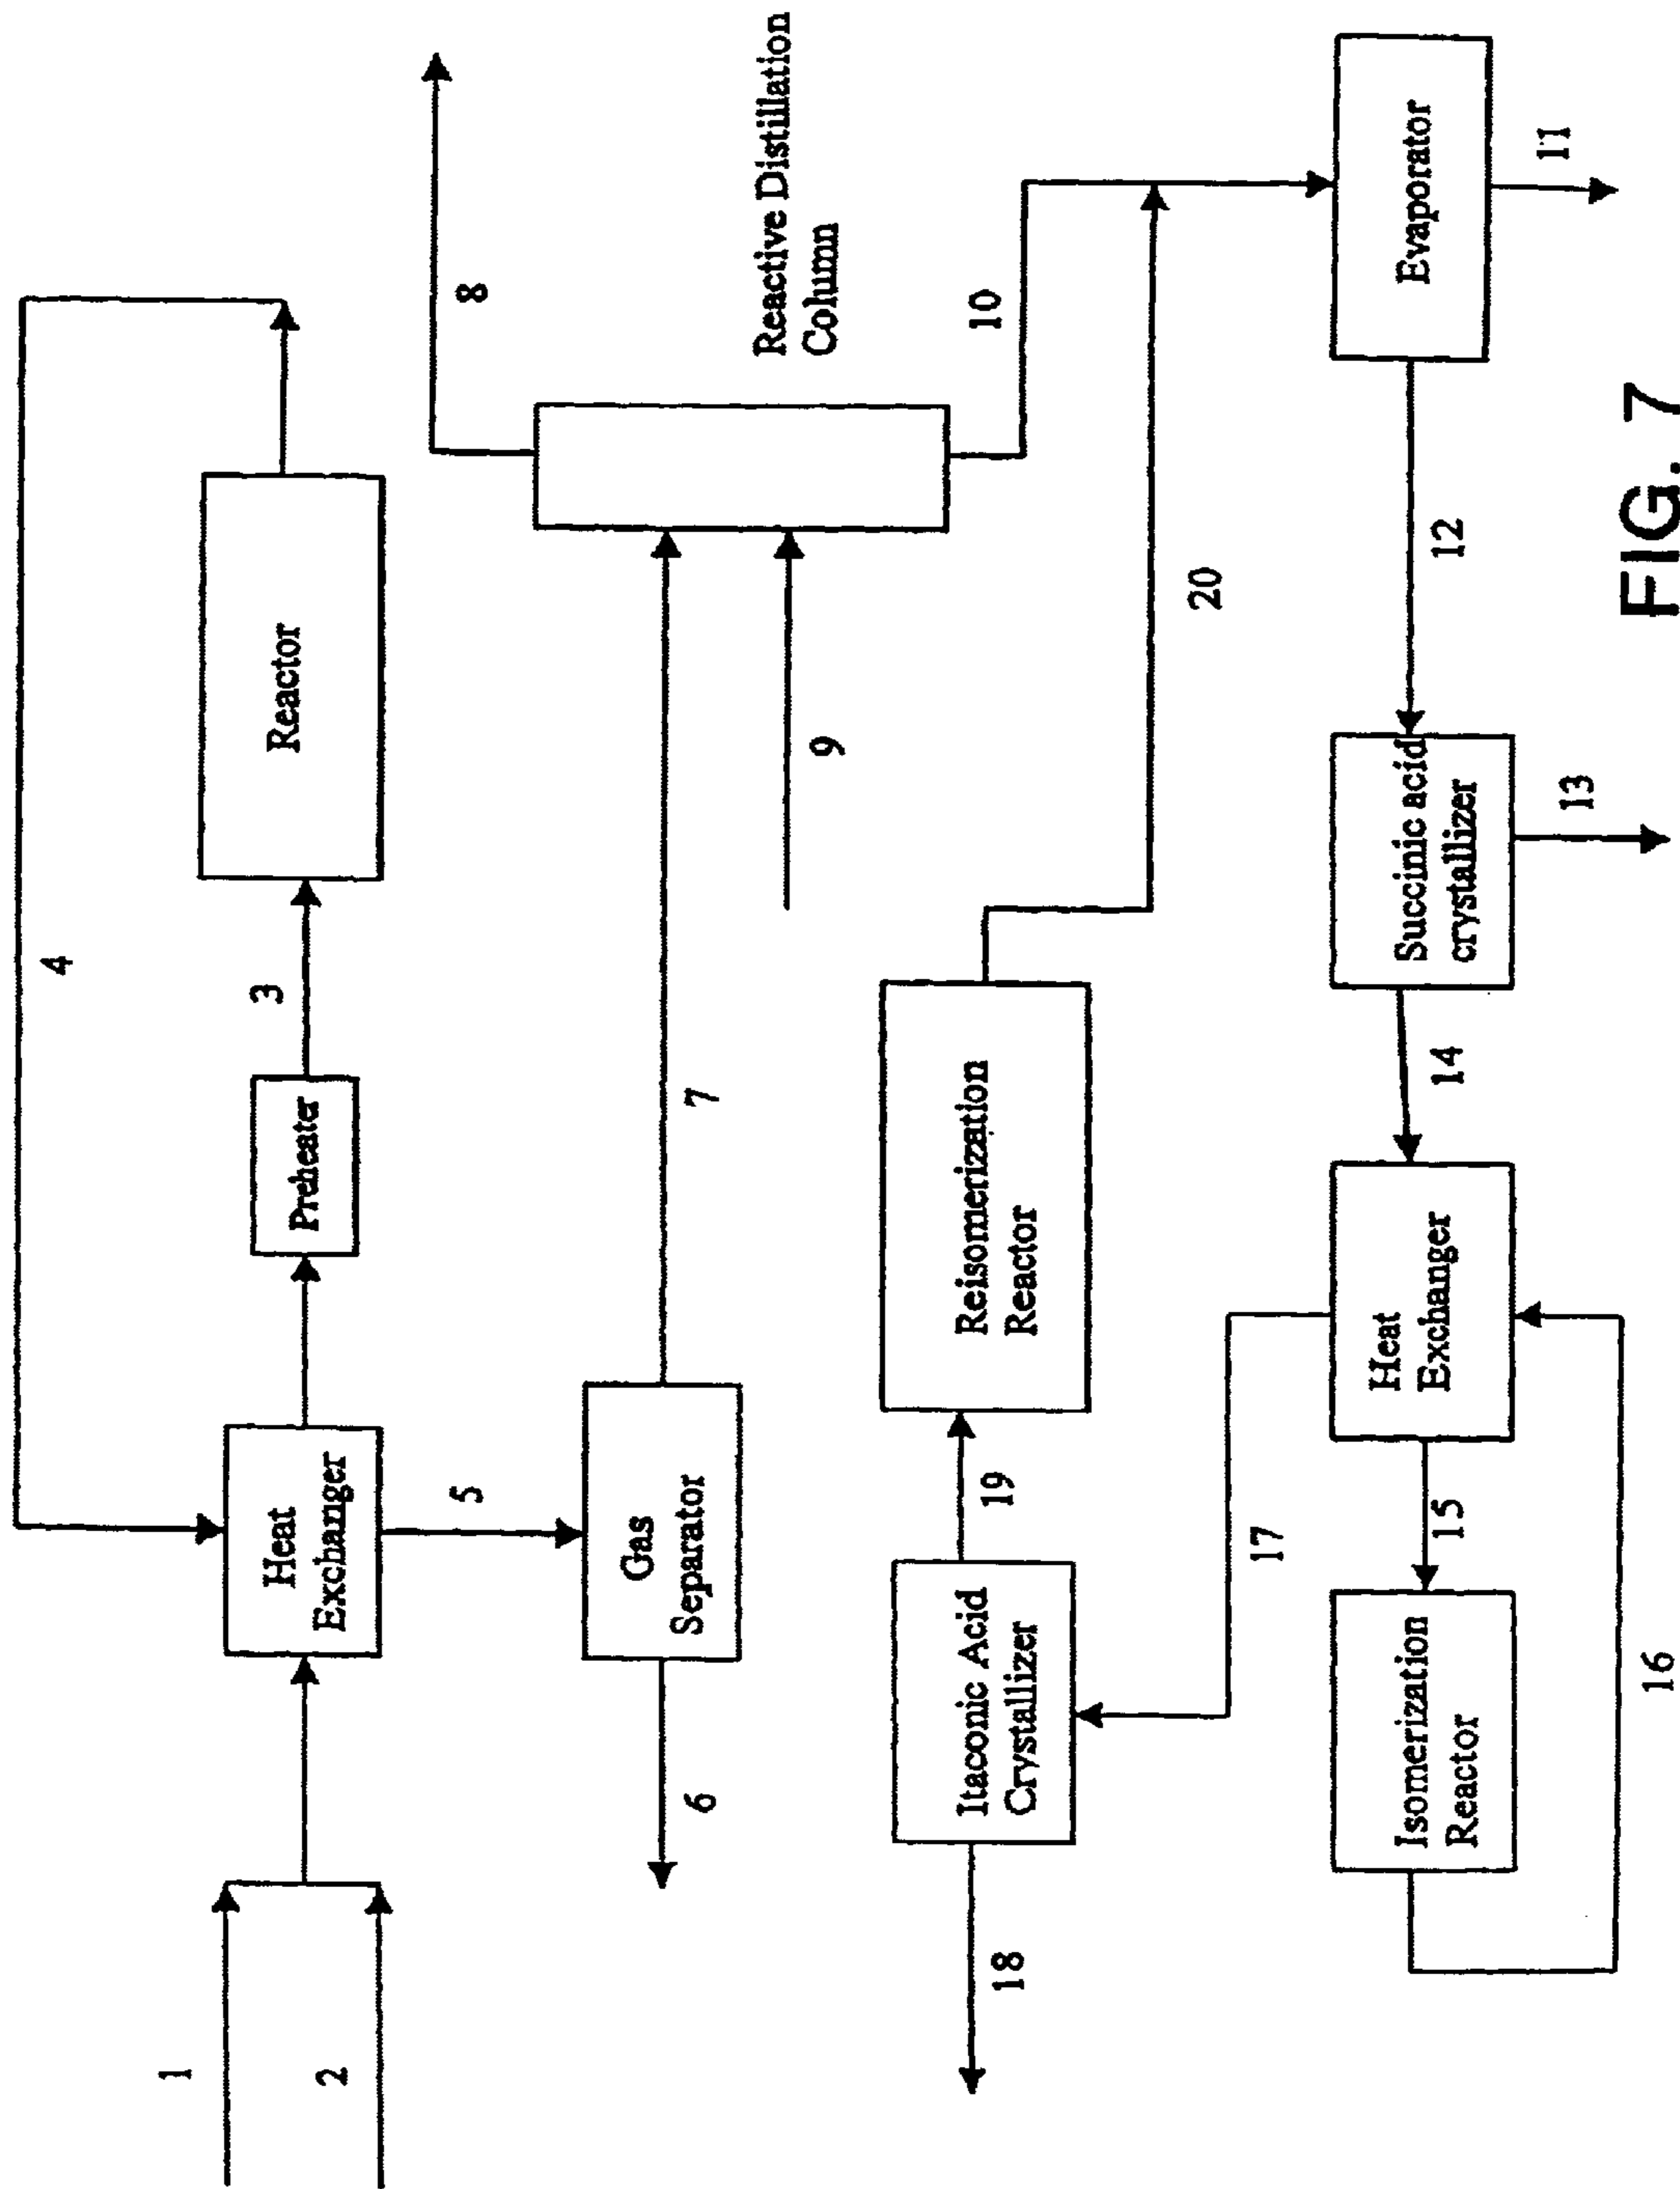 1
2
Heat
Exchanger
Preheater
3
Reactor
4
5
Gas
Separator
6
7
8
9
Reactive Distillation
Column
10
Itaconic Acid
Crystallizer
18
19
Reisomerization
Reactor
20
17
Isomerization
Reactor
16
15
Heat
Exchanger
14
Succinic acid
crystallizer
13
12
Evaporator
11
FIG. 7